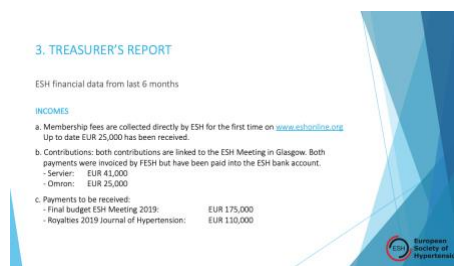 3. TREASURER'S REPORT
ESH financial data from last 6 months
INCOMES
a. Membership fees are collected directly by ESH for the first time on www.eshonline.org
Up to date EUR 25,000 has been received.
b. Contributions: both contributions are linked to the ESH Meeting in Glasgow. Both
payments were invoiced by FESH but have been paid into the ESH bank account.
- Servier: EUR 41,000
- Omron: EUR 25,000
c. Payments to be received:
- Final budget ESH Meeting 2019: EUR 175,000
- Royalties 2019 Journal of Hypertension: EUR 110,000
ESH
European
Society of
Hypertension